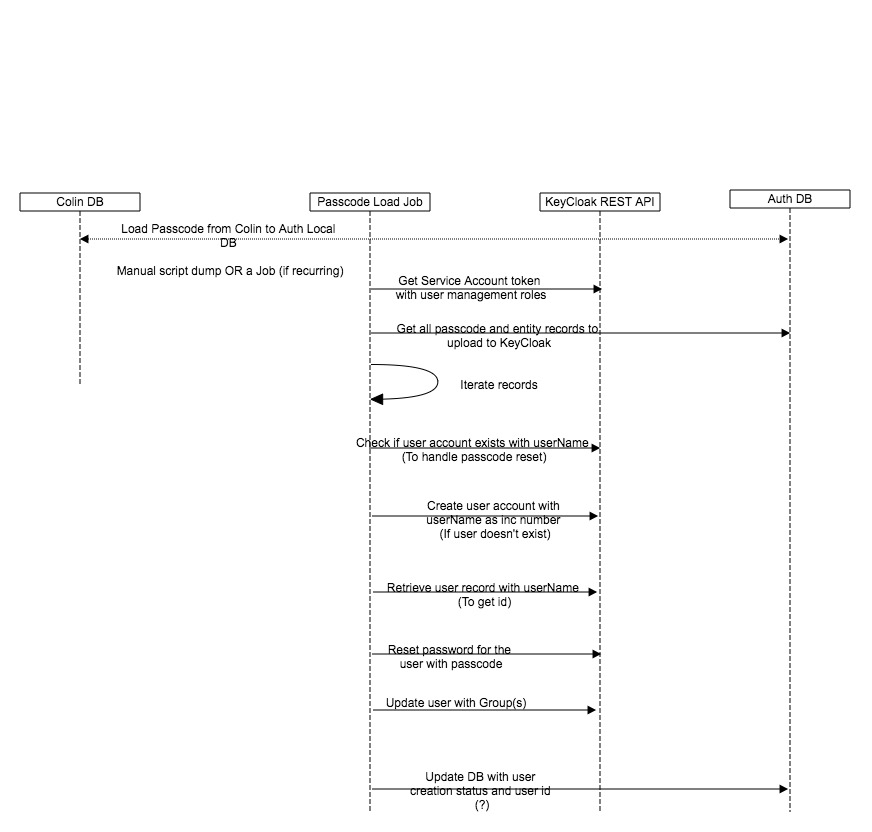 Colin DB
Passcode Load Job
KeyCloak REST API
Auth DB
Load Passcode from Colin to Auth Local
DB
Manual script dump OR a Job (if recurring)
Get Service Account token
with user management roles
Get all passcode and entity records to
upload to KeyCloak
Iterate records
Check if user account exists with userName
(To handle passcode reset)
Create user account with
userName as inc number
(If user doesn't exist)
Retrieve user record with userName
(To get id)
Reset password for the
user with passcode
Update user with Group(s)
Update DB with user
creation status and user id
(?)